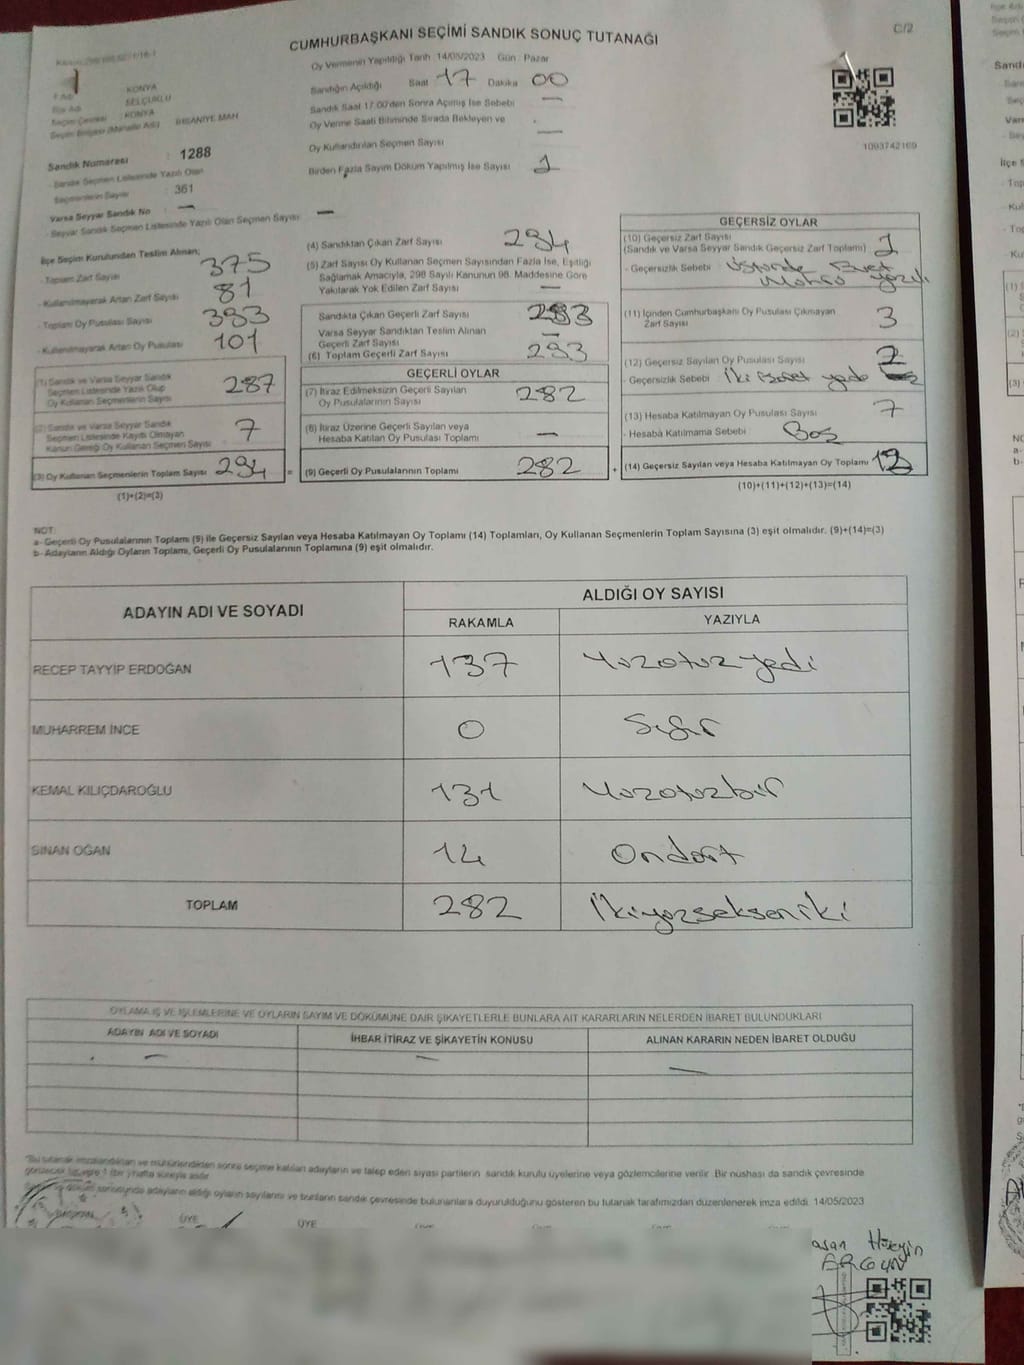 CUMHURBAŞKANI SEÇİMİ SANDIK SONUÇ TUTANAĞI
C/2
Oy Vermenin Yapıldığı Tarih 14/05/2023 Gün: Pazar
Sandığın Açıldığı Saat 17 Dakika 00
Sandık Saat 17:00'den Sonra Açımış İse Sebebi —
Oy Verme Saati Bitiminde Sırada Bekleyen ve
Oy Kullandırılan Seçmen Sayısı —
Birden Fazla Sayım Döküm Yapılmış İse Sayısı 1
1093742169
İl Adı KONYA
İlçe Adı SELÇUKLU
Seçim Çevresi : KONYA
Seçim Bölgesi (Mahalle Adı) İHSANİYE MAH
Sandık Numarası : 1288
- Sandık Seçmen Listesinde Yazılı Olan
Seçmenlerin Sayısı : 361
Varsa Seyyar Sandık No —
- Seyyar Sandık Seçmen Listesinde Yazılı Olan Seçmen Sayısı —
İlçe Seçim Kurulundan Teslim Alınan;
- Toplam Zarf Sayısı 375
- Kullanılmayarak Artan Zarf Sayısı 81
- Toplam Oy Pusulası Sayısı 383
- Kullanılmayarak Artan Oy Pusulası 101
(1) Sandık ve Varsa Seyyar Sandık
Seçmen Listesinde Yazılı Olup
Oy Kullanan Seçmenlerin Sayısı 287
(2) Sandık ve Varsa Seyyar Sandık
Seçmen Listesinde Kayıtlı Olmayan
Kanun Gereği Oy Kullanan Seçmen Sayısı 7
(3) Oy Kullanan Seçmenlerin Toplam Sayısı 294 =
(1)+(2)=(3)
(4) Sandıktan Çıkan Zarf Sayısı 294
(5) Zarf Sayısı Oy Kullanan Seçmen Sayısından Fazla İse, Eşitliği
Sağlamak Amacıyla, 298 Sayılı Kanunun 98. Maddesine Göre
Yakılarak Yok Edilen Zarf Sayısı —
Sandıkta Çıkan Geçerli Zarf Sayısı 293
Varsa Seyyar Sandıktan Teslim Alınan
Geçerli Zarf Sayısı —
(6) Toplam Geçerli Zarf Sayısı 293
GEÇERLİ OYLAR
(7) İtiraz Edilmeksizin Geçerli Sayılan
Oy Pusulalarının Sayısı 282
(8) İtiraz Üzerine Geçerli Sayılan veya
Hesaba Katılan Oy Pusulası Toplamı —
(9) Geçerli Oy Pusulalarının Toplamı 282 +
GEÇERSİZ OYLAR
(10) Geçersiz Zarf Sayısı
(Sandık ve Varsa Seyyar Sandık Geçersiz Zarf Toplamı) 1
- Geçersizlik Sebebi Üstünde Evet
yazılı
(11) İçinden Cumhurbaşkanı Oy Pusulası Çıkmayan
Zarf Sayısı 3
(12) Geçersiz Sayılan Oy Pusulası Sayısı
- Geçersizlik Sebebi İki
(13) Hesaba Katılmayan Oy Pusulası Sayısı 7
- Hesaba Katılmama Sebebi Boş
(14) Geçersiz Sayılan veya Hesaba Katılmayan Oy Toplamı 12
(10)+(11)+(12)+(13)=(14)
NOT:
a- Geçerli Oy Pusulalarının Toplamı (9) ile Geçersiz Sayılan veya Hesaba Katılmayan Oy Toplamı (14) Toplamları, Oy Kullanan Seçmenlerin Toplam Sayısına (3) eşit olmalıdır. (9)+(14)=(3)
b- Adayların Aldığı Oyların Toplamı, Geçerli Oy Pusulalarının Toplamına (9) eşit olmalıdır.
ADAYIN ADI VE SOYADI
ALDIĞI OY SAYISI
RAKAMLA YAZIYLA
RECEP TAYYİP ERDOĞAN 137 Yüzotuzyedi
MUHARREM İNCE 0 Sıfır
KEMAL KILIÇDAROĞLU 131 Yüzotuzbir
SİNAN OĞAN 14 Ondört
TOPLAM 282 İkiyüzseksen iki
OYLAMA İŞ VE İŞLEMLERİNE VE OYLARIN SAYIM VE DÖKÜMÜNE DAİR ŞİKAYETLERLE BUNLARA AİT KARARLARIN NELERDEN İBARET BULUNDUKLARI
ADAYIN ADI VE SOYADI İHBAR İTİRAZ VE ŞİKAYETİN KONUSU ALINAN KARARIN NEDEN İBARET OLDUĞU
— — —
*Bu tutanak imzalandıktan ve mühürlendikten sonra seçime katılan adayların ve talep eden siyasi partilerin sandık kurulu üyelerine veya gözlemcilerine verilir. Bir nüshası da sandık çevresinde
görülecek bir yere 1 (bir) hafta süreyle asılır.
döküm sonucunda adayların aldığı oyların sayılarını ve bunların sandık çevresinde bulunanlara duyurulduğunu gösteren bu tutanak tarafımızdan düzenlenerek imza edildi. 14/05/2023
BAŞKAN ÜYE ÜYE
Hüseyin
ERGÜN